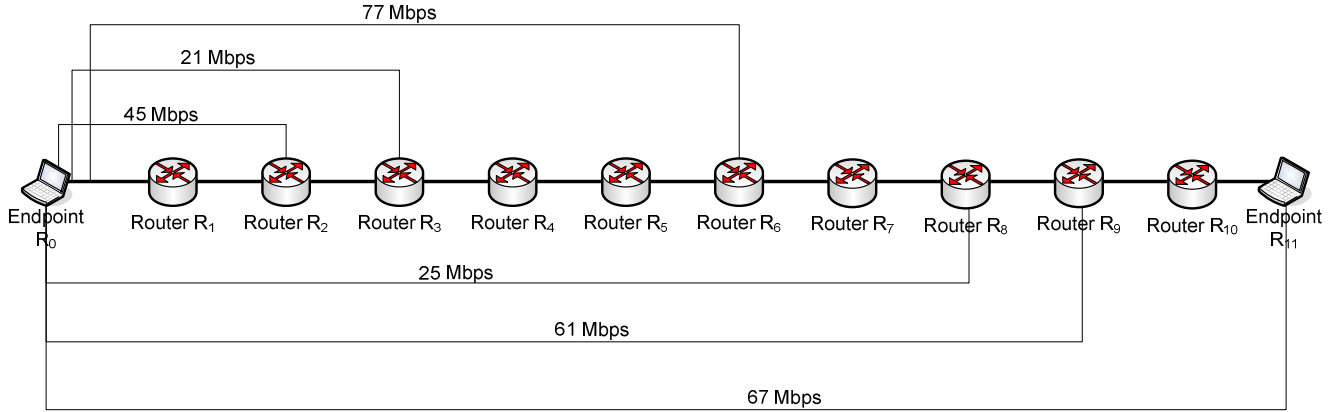 77 Mbps
21 Mbps
45 Mbps
Endpoint
R₀
Router R₁
Router R₂
Router R₃
Router R₄
Router R₅
Router R₆
Router R₇
Router R₈
Router R₉
Router R₁₀
Endpoint
R₁₁
25 Mbps
61 Mbps
67 Mbps